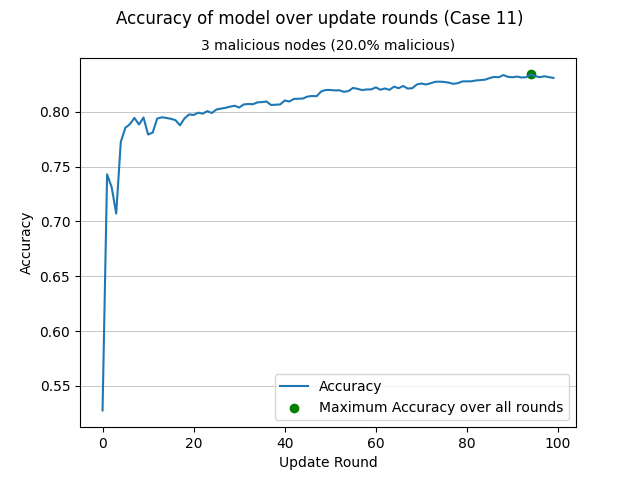 Accuracy of model over update rounds (Case 11)
3 malicious nodes (20.0% malicious)
Accuracy
0.80
0.75
0.70
0.65
0.60
0.55
0
20
40
60
80
100
Update Round
Accuracy
Maximum Accuracy over all rounds